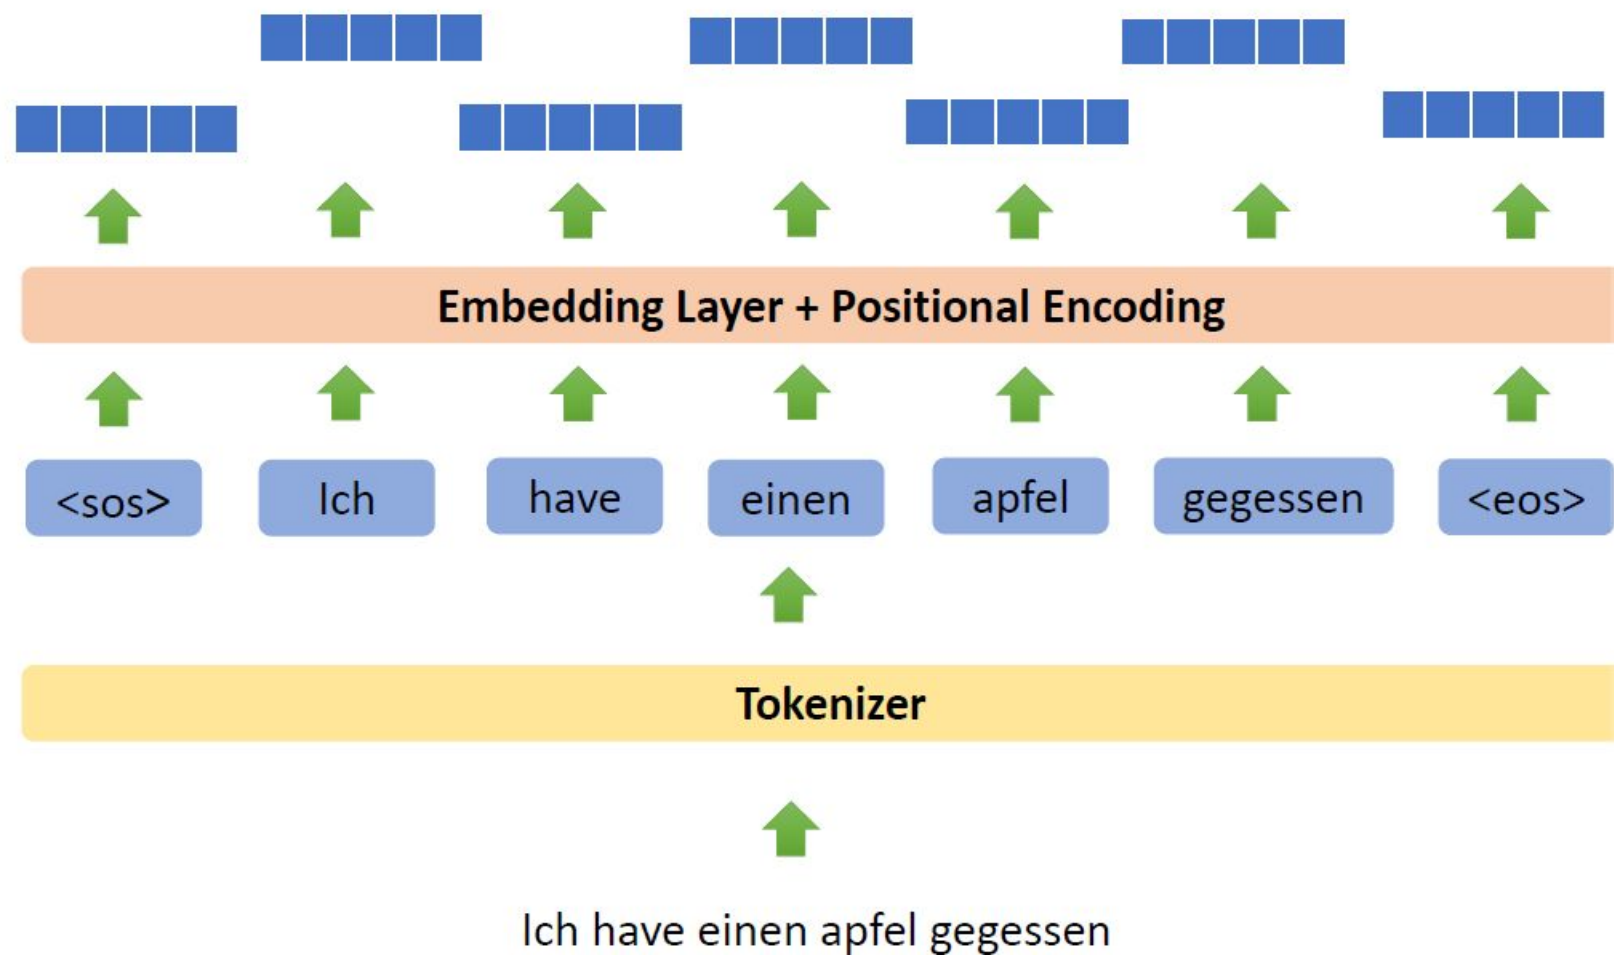 Embedding Layer + Positional Encoding
<sos> Ich have einen apfel gegessen <eos>
Tokenizer
Ich have einen apfel gegessen